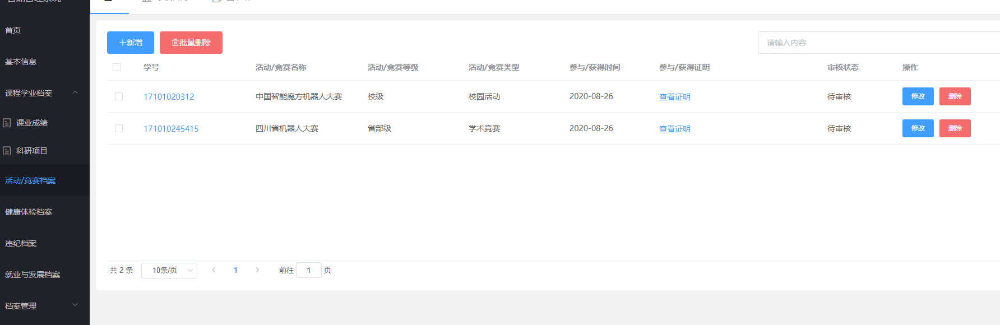 首页
基本信息
课程学业档案
课业成绩
科研项目
活动/竞赛档案
健康体检档案
违纪档案
就业与发展档案
档案管理
新增 批量删除 请输入内容
学号 活动/竞赛名称 活动/竞赛等级 活动/竞赛类型 参与/获得时间 参与/获得证明 审核状态 操作
17101020312 中国智能魔方机器人大赛 校级 校园活动 2020-08-26 查看证明 待审核 修改 删除
171010245415 四川省机器人大赛 省部级 学术竞赛 2020-08-26 查看证明 待审核 修改 删除
共 2 条 10条/页 1 前往 1 页